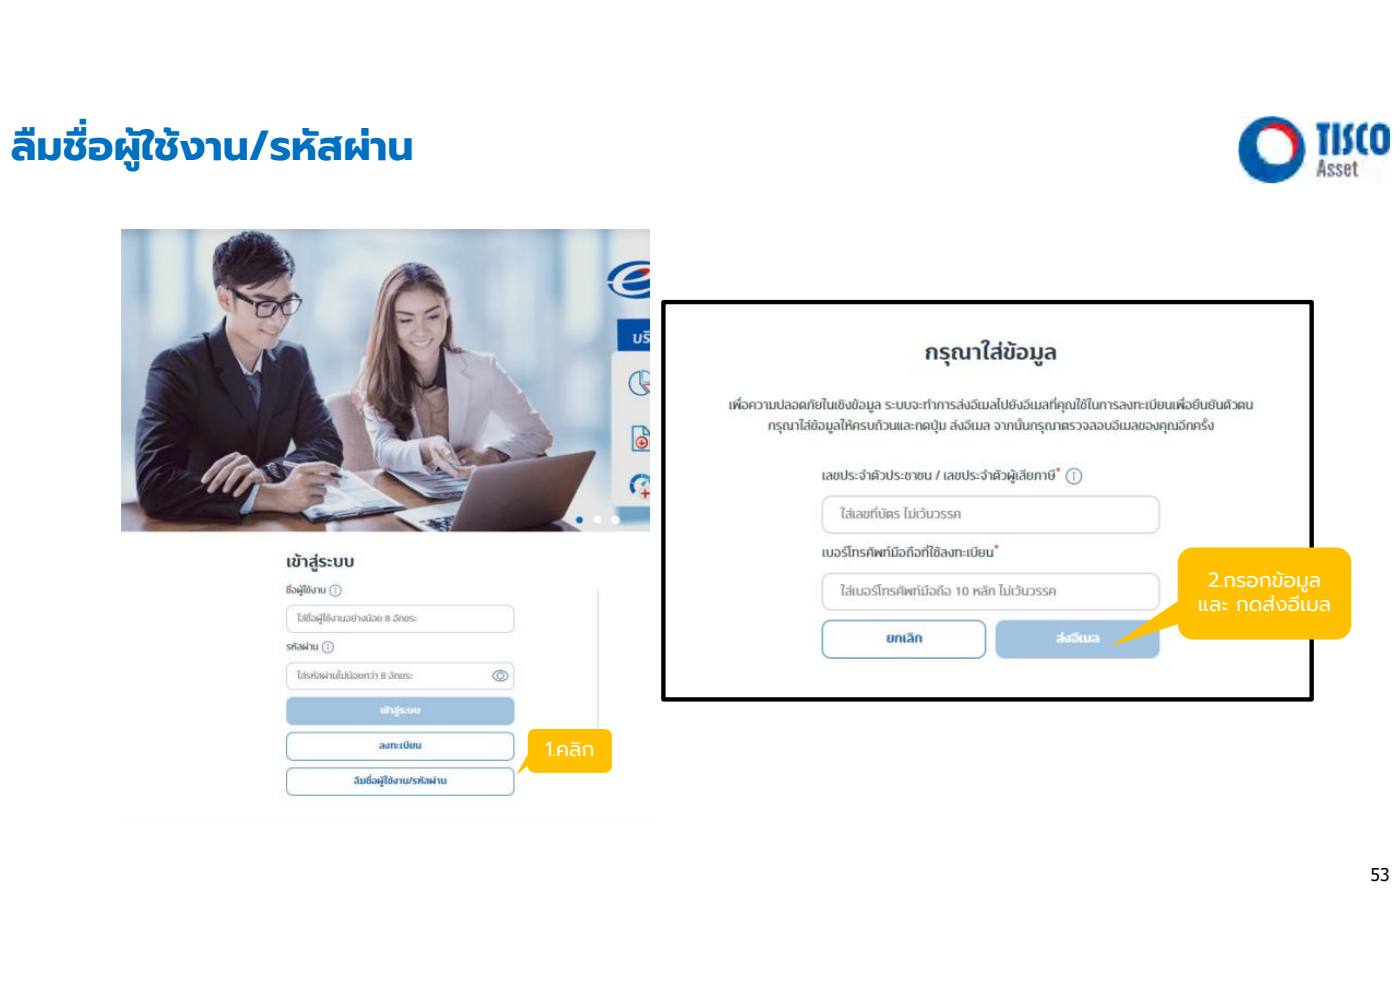 ลืมชื่อผู้ใช้งาน/รหัสผ่าน
TISCO
Asset
บริ
เข้าสู่ระบบ
ชื่อผู้ใช้งาน
ใส่ชื่อผู้ใช้งานอย่างน้อย 8 อักขระ
รหัสผ่าน
ใส่รหัสผ่านไม่น้อยกว่า 8 อักขระ
เข้าสู่ระบบ
ลงทะเบียน
ลืมชื่อผู้ใช้งาน/รหัสผ่าน
1.คลิก
กรุณาใส่ข้อมูล
เพื่อความปลอดภัยในเชิงข้อมูล ระบบจะทำการส่งอีเมลไปยังอีเมลที่คุณใช้ในการลงทะเบียนเพื่อยืนยันตัวตน
กรุณาใส่ข้อมูลให้ครบถ้วนและกดปุ่ม ส่งอีเมล จากนั้นกรุณาตรวจสอบอีเมลของคุณอีกครั้ง
เลขประจำตัวประชาชน / เลขประจำตัวผู้เสียภาษี*
ใส่เลขที่บัตร ไม่เว้นวรรค
เบอร์โทรศัพท์มือถือที่ใช้ลงทะเบียน*
ใส่เบอร์โทรศัพท์มือถือ 10 หลัก ไม่เว้นวรรค
ยกเลิก
ส่งอีเมล
2.กรอกข้อมูล
และ กดส่งอีเมล
53